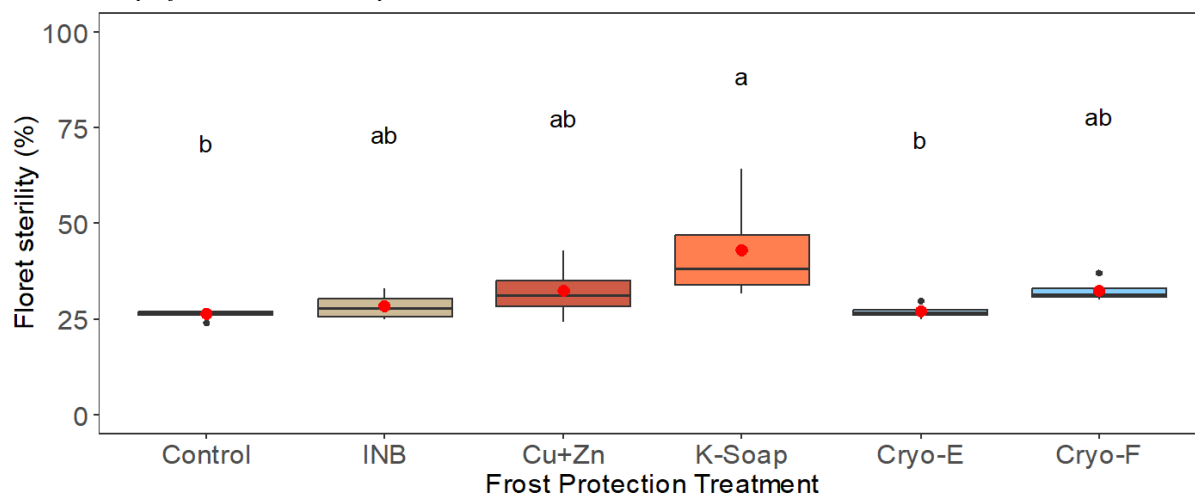 100
75
50
25
0
Floret sterility (%)
b
ab
ab
a
b
ab
Control
INB
Cu+Zn
K-Soap
Cryo-E
Cryo-F
Frost Protection Treatment